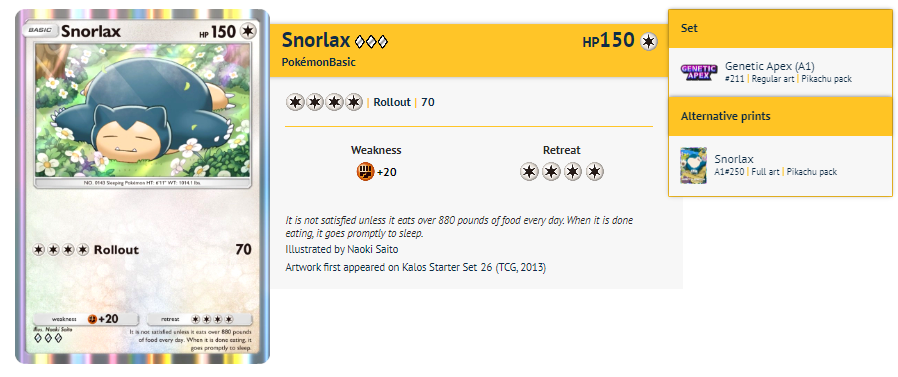 BASIC Snorlax HP 150
NO. 0143 Sleeping Pokémon HT: 6'11" WT: 1014.1 lbs.
Rollout 70
weakness +20 retreat
Illus. Naoki Saito
It is not satisfied unless it eats over 880 pounds
of food every day. When it is done eating, it
goes promptly to sleep.
Snorlax HP150
PokémonBasic
| Rollout | 70
Weakness Retreat
+20
It is not satisfied unless it eats over 880 pounds of food every day. When it is done
eating, it goes promptly to sleep.
Illustrated by Naoki Saito
Artwork first appeared on Kalos Starter Set 26 (TCG, 2013)
Set
GENETIC
APEX
Genetic Apex (A1)
#211 | Regular art | Pikachu pack
Alternative prints
Snorlax
A1#250 | Full art | Pikachu pack